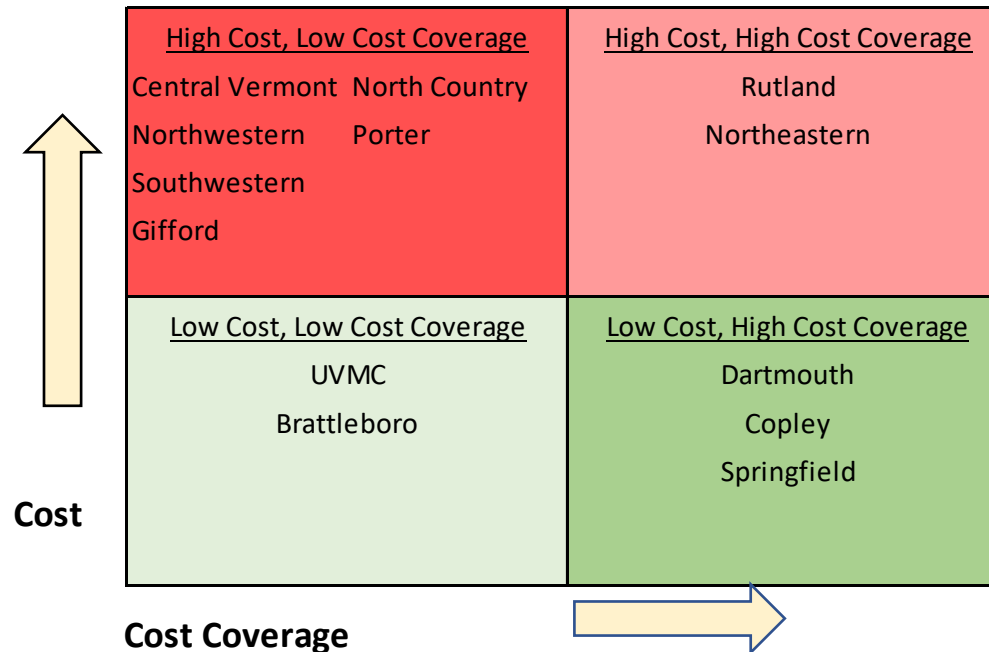 High Cost, Low Cost Coverage
Central Vermont North Country
Northwestern Porter
Southwestern
Gifford
High Cost, High Cost Coverage
Rutland
Northeastern
Low Cost, Low Cost Coverage
UVMC
Brattleboro
Low Cost, High Cost Coverage
Dartmouth
Copley
Springfield
Cost
Cost Coverage